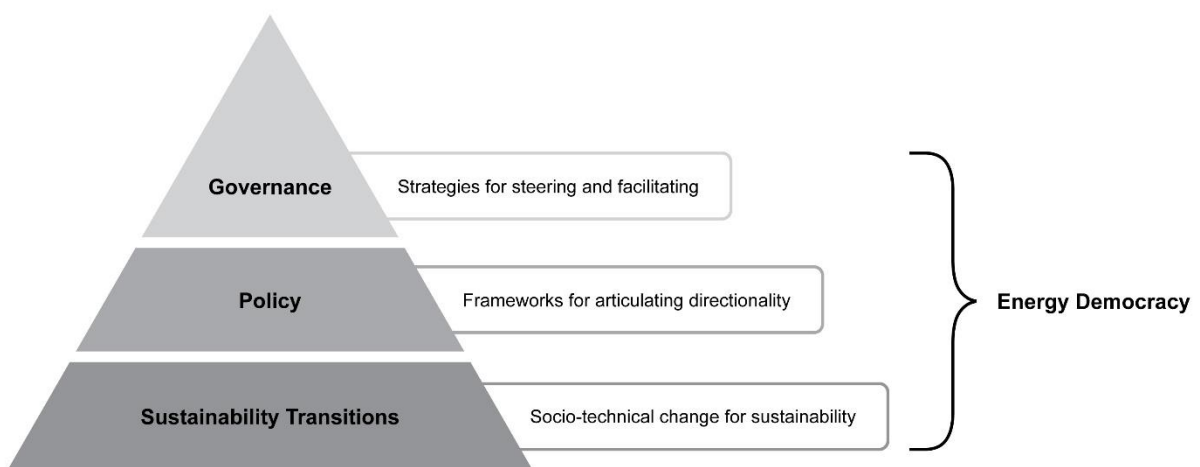 Governance
Strategies for steering and facilitating
Policy
Frameworks for articulating directionality
Energy Democracy
Sustainability Transitions
Socio-technical change for sustainability